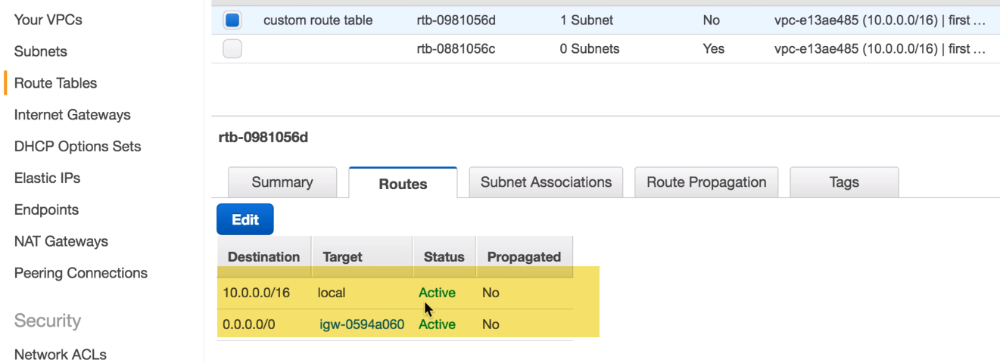 Your VPCs
Subnets
Route Tables
Internet Gateways
DHCP Options Sets
Elastic IPs
Endpoints
NAT Gateways
Peering Connections
Security
Network ACLs
custom route table rtb-0981056d 1 Subnet No vpc-e13ae485 (10.0.0.0/16) | first ...
rtb-0881056c 0 Subnets Yes vpc-e13ae485 (10.0.0.0/16) | first ...
rtb-0981056d
Summary Routes Subnet Associations Route Propagation Tags
Edit
Destination Target Status Propagated
10.0.0.0/16 local Active No
0.0.0.0/0 igw-0594a060 Active No